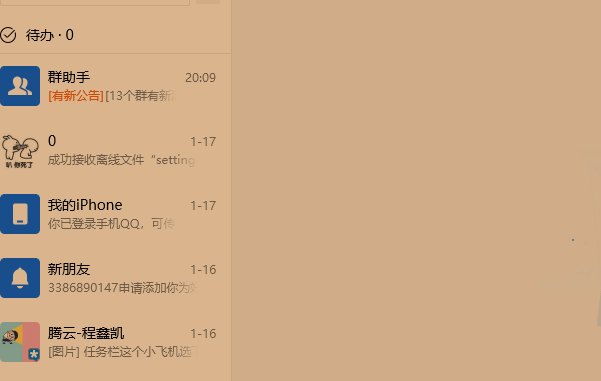 待办 · 0
群助手 20:09
[有新公告][13个群有新
0 1-17
成功接收离线文件“setting
我的iPhone 1-17
你已登录手机QQ，可传
新朋友 1-16
3386890147申请添加你为
腾云-程鑫凯 1-16
[图片] 任务栏这个小飞机选